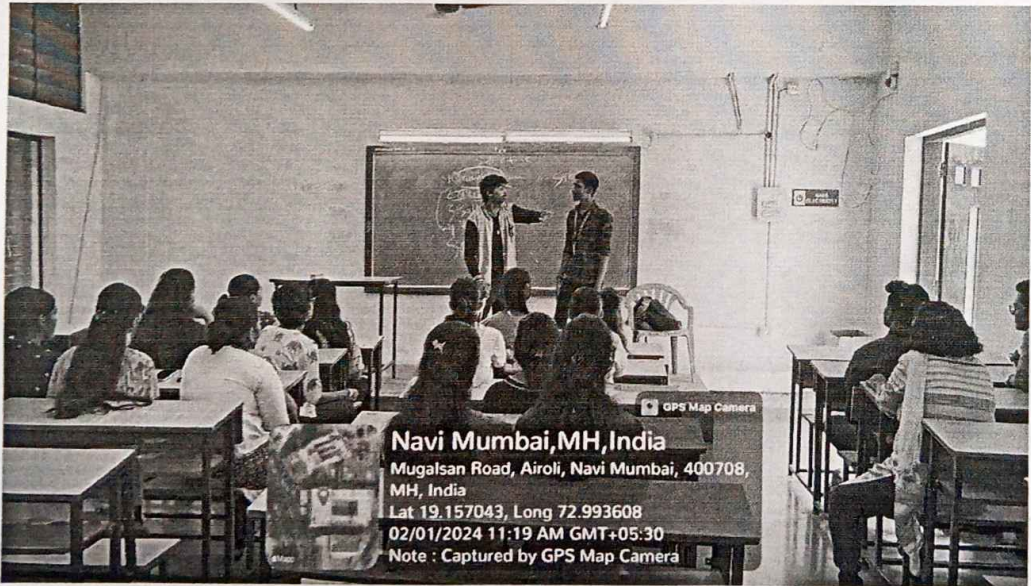 GPS Map Camera
Navi Mumbai,MH,India
Mugalsan Road, Airoli, Navi Mumbai, 400708,
MH, India
Lat 19.157043, Long 72.993608
02/01/2024 11:19 AM GMT+05:30
Note : Captured by GPS Map Camera